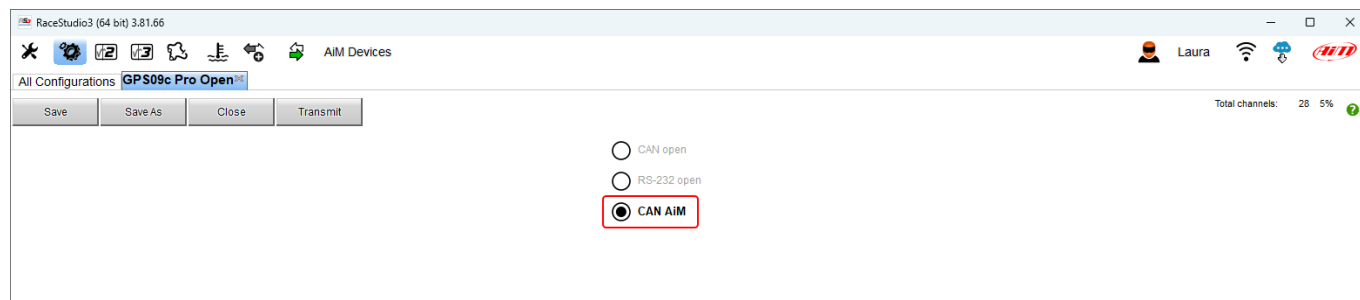 RaceStudio3 (64 bit) 3.81.66
AiM Devices
Laura
AiM
All Configurations GPS09c Pro Open
Save Save As Close Transmit
Total channels: 28 5%
CAN open
RS-232 open
CAN AiM